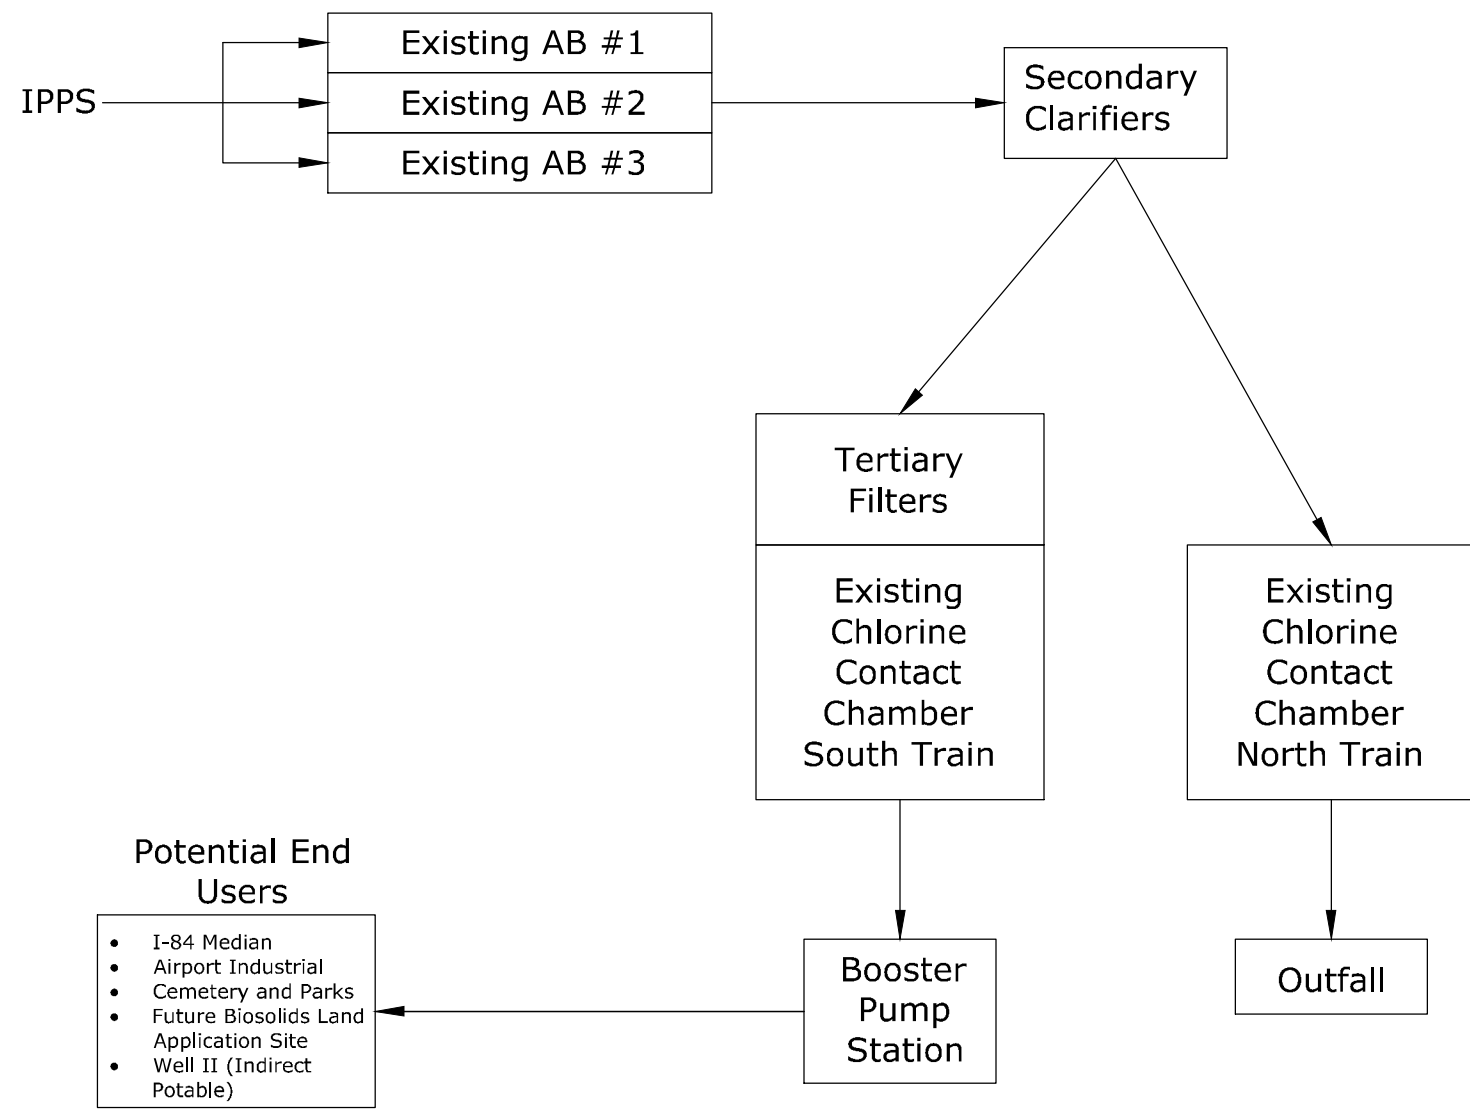 IPPS
Existing AB #1
Existing AB #2
Existing AB #3
Secondary
Clarifiers
Tertiary
Filters
Existing
Chlorine
Contact
Chamber
South Train
Existing
Chlorine
Contact
Chamber
North Train
Booster
Pump
Station
Outfall
Potential End
Users
• I-84 Median
• Airport Industrial
• Cemetery and Parks
• Future Biosolids Land
Application Site
• Well II (Indirect
Potable)